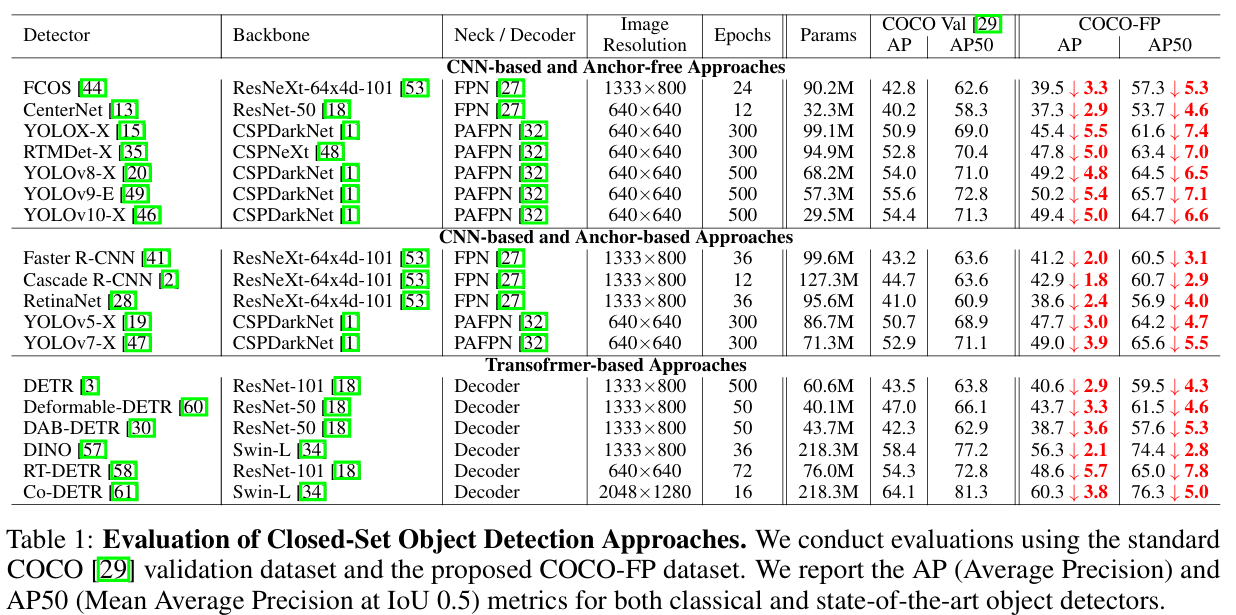 Detector Backbone Neck / Decoder Image Resolution Epochs Params COCO Val [29 COCO-FP
AP AP50 AP AP50
CNN-based and Anchor-free Approaches
FCOS [44] ResNeXt-64x4d-101 [53 FPN [27] 1333×800 24 90.2M 42.8 62.6 39.5 ↓ 3.3 57.3 ↓ 5.3
CenterNet [13] ResNet-50 [18] FPN [27] 640×640 12 32.3M 40.2 58.3 37.3 ↓ 2.9 53.7 ↓ 4.6
YOLOX-X [15] CSPDarkNet [1 PAFPN [32] 640×640 300 99.1M 50.9 69.0 45.4 ↓ 5.5 61.6 ↓ 7.4
RTMDet-X [35] CSPNeXt [48] PAFPN [32] 640×640 300 94.9M 52.8 70.4 47.8 ↓ 5.0 63.4 ↓ 7.0
YOLOv8-X [20] CSPDarkNet [1 PAFPN [32] 640×640 500 68.2M 54.0 71.0 49.2 ↓ 4.8 64.5 ↓ 6.5
YOLOv9-E [49] CSPDarkNet [1 PAFPN [32] 640×640 500 57.3M 55.6 72.8 50.2 ↓ 5.4 65.7 ↓ 7.1
YOLOv10-X [46] CSPDarkNet [1 PAFPN [32] 640×640 500 29.5M 54.4 71.3 49.4 ↓ 5.0 64.7 ↓ 6.6
CNN-based and Anchor-based Approaches
Faster R-CNN [41] ResNeXt-64x4d-101 [53 FPN [27] 1333×800 36 99.6M 43.2 63.6 41.2 ↓ 2.0 60.5 ↓ 3.1
Cascade R-CNN [2 ResNeXt-64x4d-101 [53 FPN [27] 1333×800 12 127.3M 44.7 63.6 42.9 ↓ 1.8 60.7 ↓ 2.9
RetinaNet [28] ResNeXt-64x4d-101 [53 FPN [27] 1333×800 36 95.6M 41.0 60.9 38.6 ↓ 2.4 56.9 ↓ 4.0
YOLOv5-X [19] CSPDarkNet [1 PAFPN [32] 640×640 300 86.7M 50.7 68.9 47.7 ↓ 3.0 64.2 ↓ 4.7
YOLOv7-X [47] CSPDarkNet [1 PAFPN [32] 640×640 300 71.3M 52.9 71.1 49.0 ↓ 3.9 65.6 ↓ 5.5
Transofrmer-based Approaches
DETR [3 ResNet-101 [18] Decoder 1333×800 500 60.6M 43.5 63.8 40.6 ↓ 2.9 59.5 ↓ 4.3
Deformable-DETR [60 ResNet-50 [18] Decoder 1333×800 50 40.1M 47.0 66.1 43.7 ↓ 3.3 61.5 ↓ 4.6
DAB-DETR [30] ResNet-50 [18] Decoder 1333×800 50 43.7M 42.3 62.9 38.7 ↓ 3.6 57.6 ↓ 5.3
DINO [57] Swin-L [34] Decoder 1333×800 36 218.3M 58.4 77.2 56.3 ↓ 2.1 74.4 ↓ 2.8
RT-DETR [58] ResNet-101 [18] Decoder 640×640 72 76.0M 54.3 72.8 48.6 ↓ 5.7 65.0 ↓ 7.8
Co-DETR [61] Swin-L [34] Decoder 2048×1280 16 218.3M 64.1 81.3 60.3 ↓ 3.8 76.3 ↓ 5.0
Table 1: Evaluation of Closed-Set Object Detection Approaches. We conduct evaluations using the standard
COCO [29] validation dataset and the proposed COCO-FP dataset. We report the AP (Average Precision) and
AP50 (Mean Average Precision at IoU 0.5) metrics for both classical and state-of-the-art object detectors.